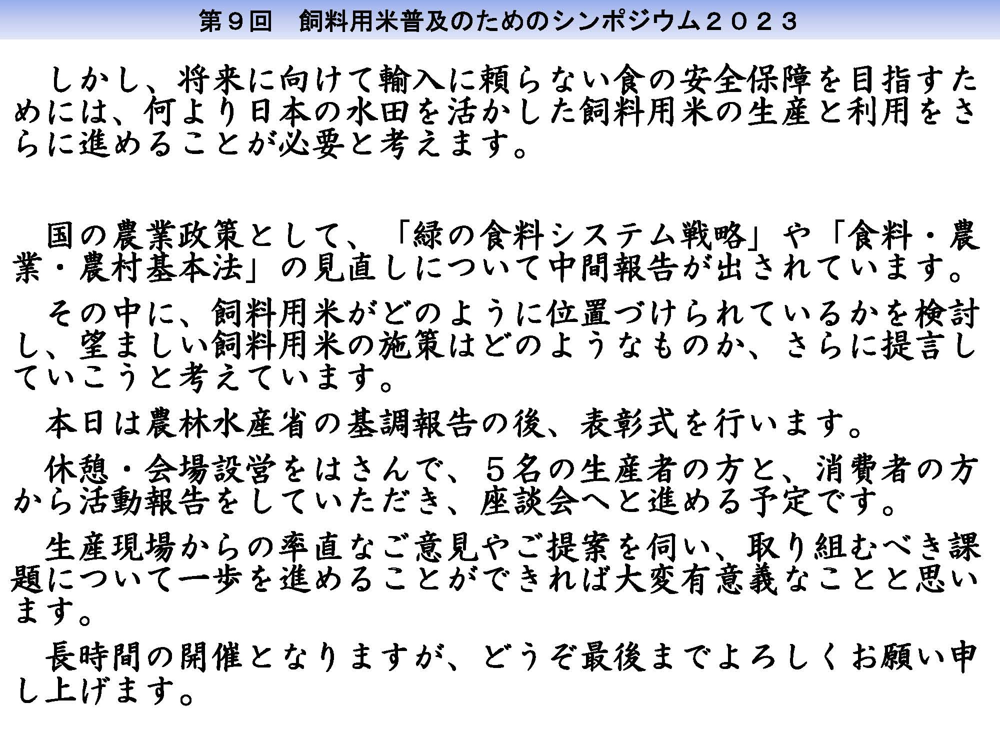 第９回　飼料用米普及のためのシンポジウム２０２３
しかし、将来に向けて輸入に頼らない食の安全保障を目指すた
めには、何より日本の水田を活かした飼料用米の生産と利用をさ
らに進めることが必要と考えます。
国の農業政策として、「緑の食料システム戦略」や「食料・農
業・農村基本法」の見直しについて中間報告が出されています。
その中に、飼料用米がどのように位置づけられているかを検討
し、望ましい飼料用米の施策はどのようなものか、さらに提言し
ていこうと考えています。
本日は農林水産省の基調報告の後、表彰式を行います。
休憩・会場設営をはさんで、５名の生産者の方と、消費者の方
から活動報告をしていただき、座談会へと進める予定です。
生産現場からの率直なご意見やご提案を伺い、取り組むべき課
題について一歩を進めることができれば大変有意義なことと思い
ます。
長時間の開催となりますが、どうぞ最後までよろしくお願い申
し上げます。